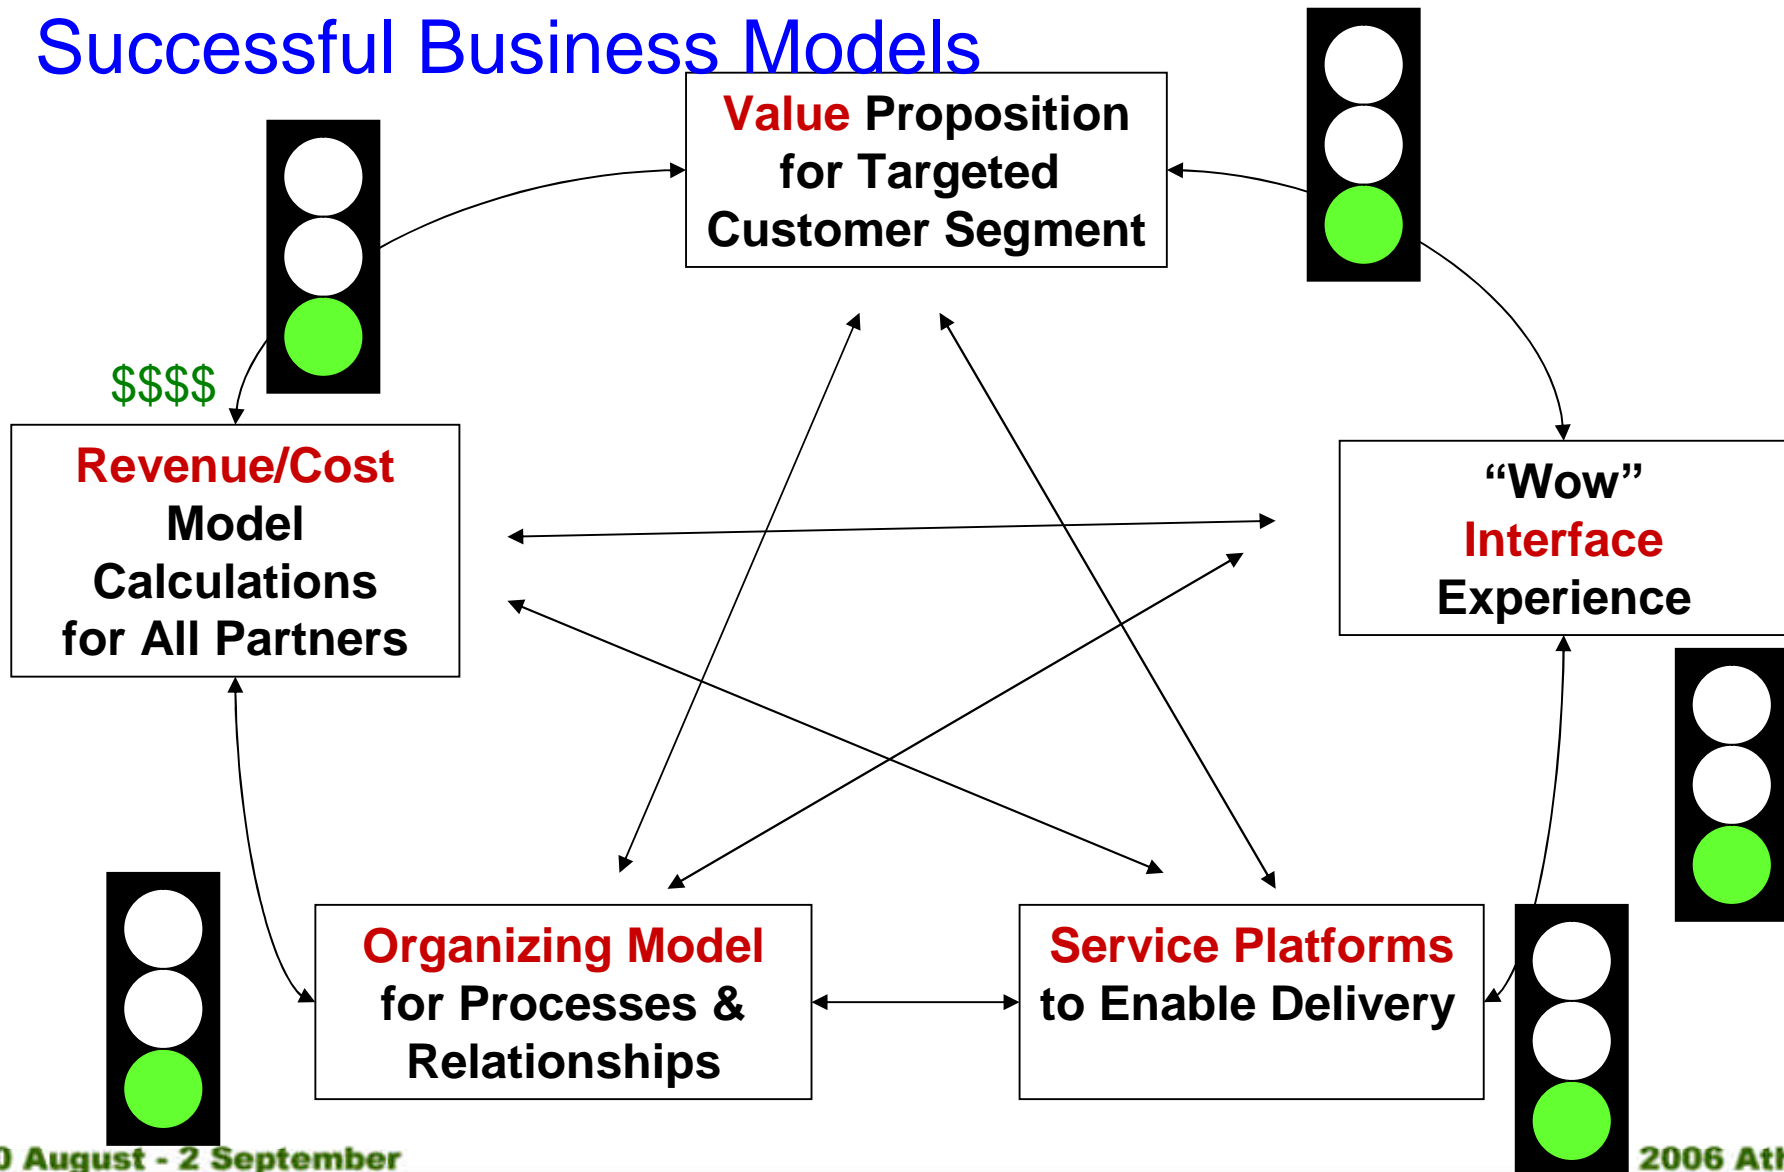 Successful Business Models
Value Proposition
for Targeted
Customer Segment
$$$$
Revenue/Cost
Model
Calculations
for All Partners
“Wow”
Interface
Experience
Organizing Model
for Processes &
Relationships
Service Platforms
to Enable Delivery
August - 2 September
2006